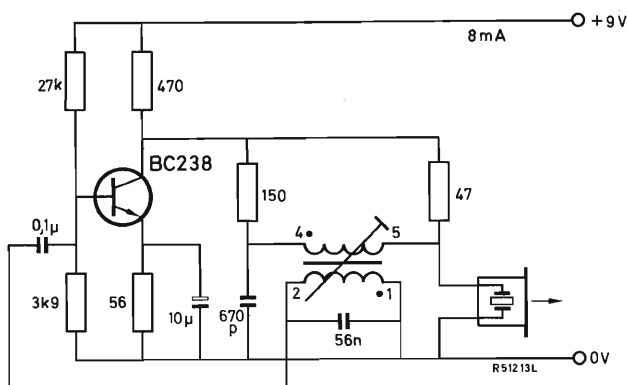 +9V
8mA
27k
470
BC238
150
47
0,1µ
4
5
2
1
3k9
56
10µ
670
p
56n
R51213L
0V